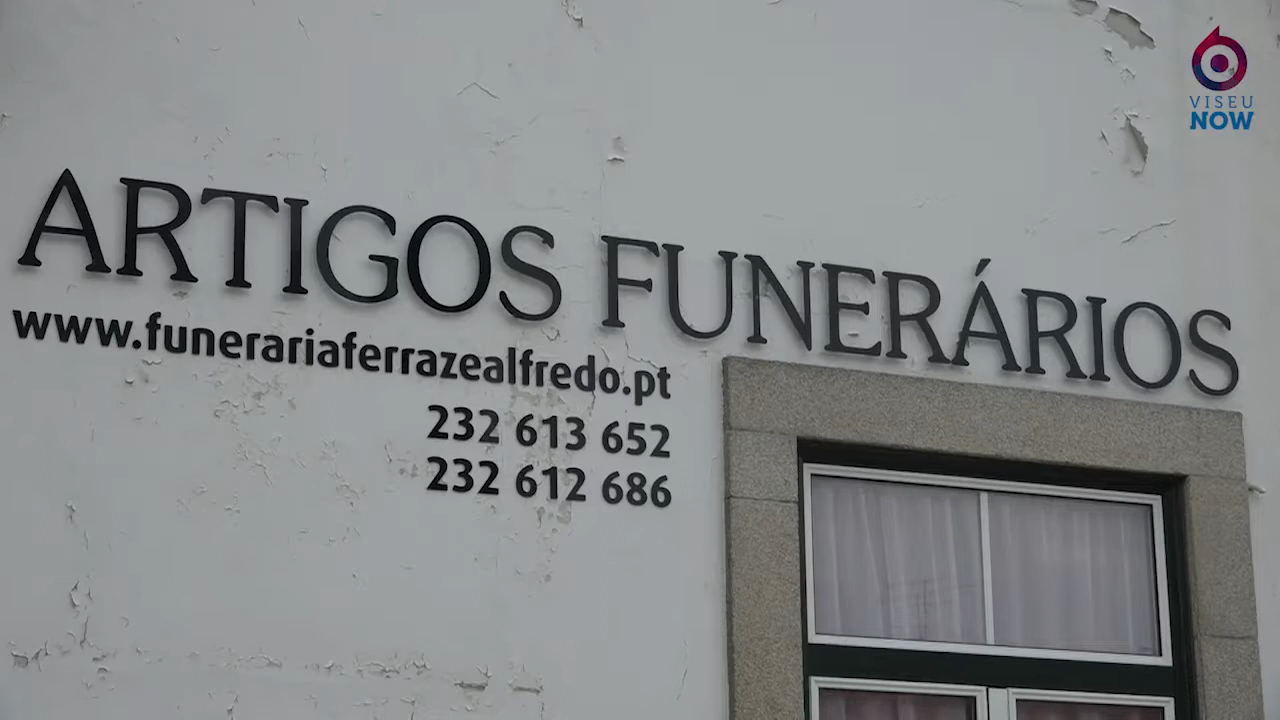 VISEU
NOW
ARTIGOS FUNERÁRIOS
www.funerariaferrazealfredo.pt
232 613 652
232 612 686